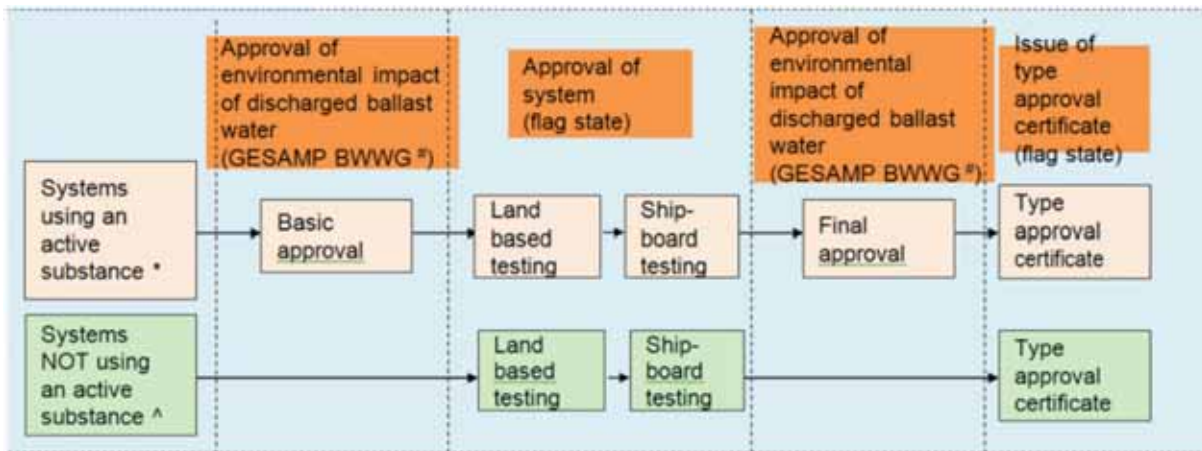 Approval of
environmental impact
of discharged ballast
water
(GESAMP BWWG #)
Approval of
system
(flag state)
Approval of
environmental
impact of
discharged ballast
water
(GESAMP BWWG #)
Issue of
type
approval
certificate
(flag state)
Systems
using an
active
substance *
Basic
approval
Land
based
testing
Ship-
board
testing
Final
approval
Type
approval
certificate
Systems
NOT using
an active
substance ^
Land
based
testing
Ship-
board
testing
Type
approval
certificate